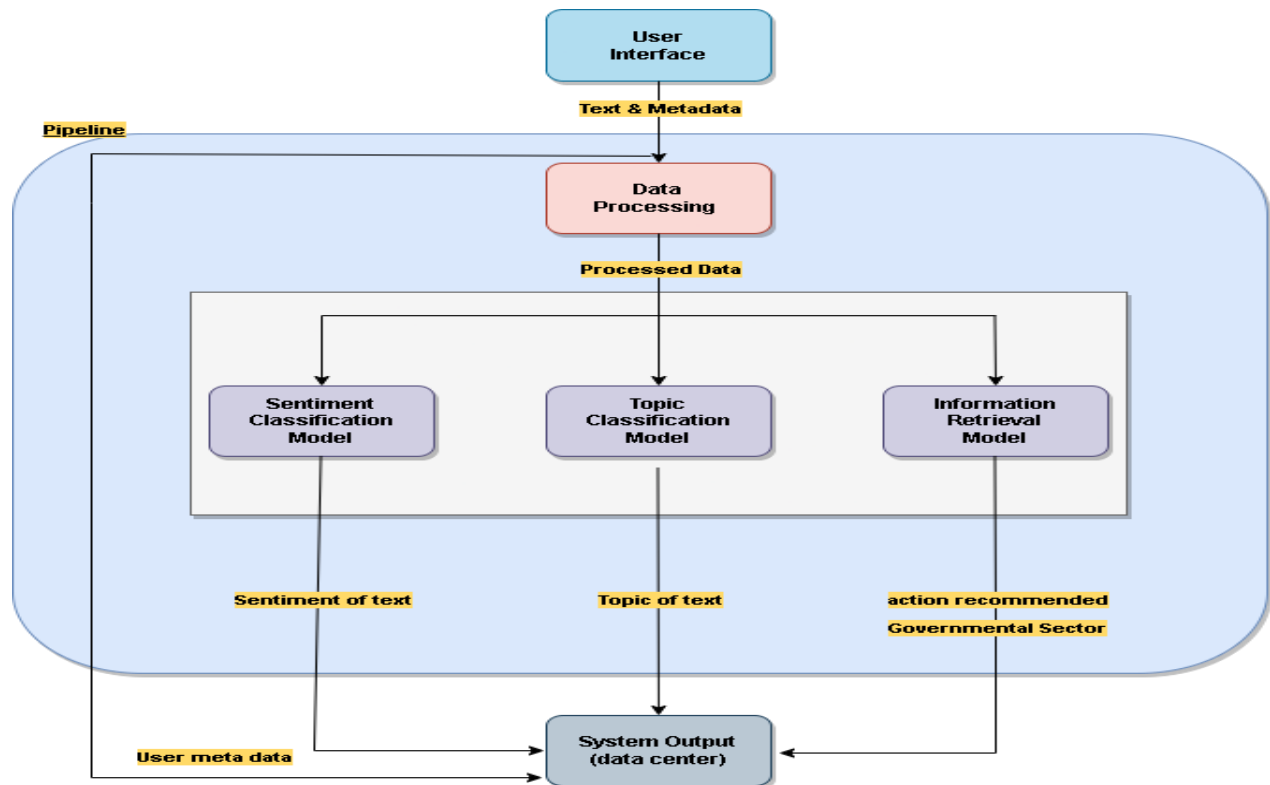 User
Interface
Text & Metadata
Pipeline
Data
Processing
Processed Data
Sentiment
Classification
Model
Topic
Classification
Model
Information
Retrieval
Model
Sentiment of text
Topic of text
action recommended
Governmental Sector
System Output
(data center)
User meta data